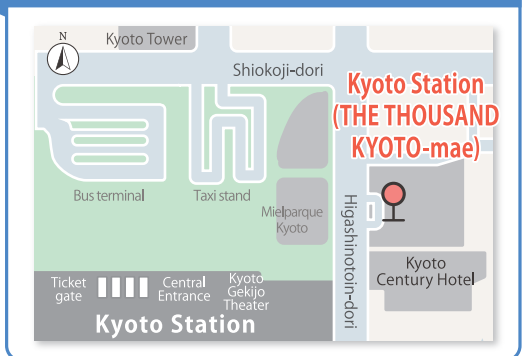 N
Kyoto Tower
Shiokoji-dori
Kyoto Station
(THE THOUSAND
KYOTO-mae)
Bus terminal
Taxi stand
Mielparque
Kyoto
Higashinotoin-dori
Kyoto
Century Hotel
Ticket
gate
Central
Entrance
Kyoto
Gekijo
Theater
Kyoto Station